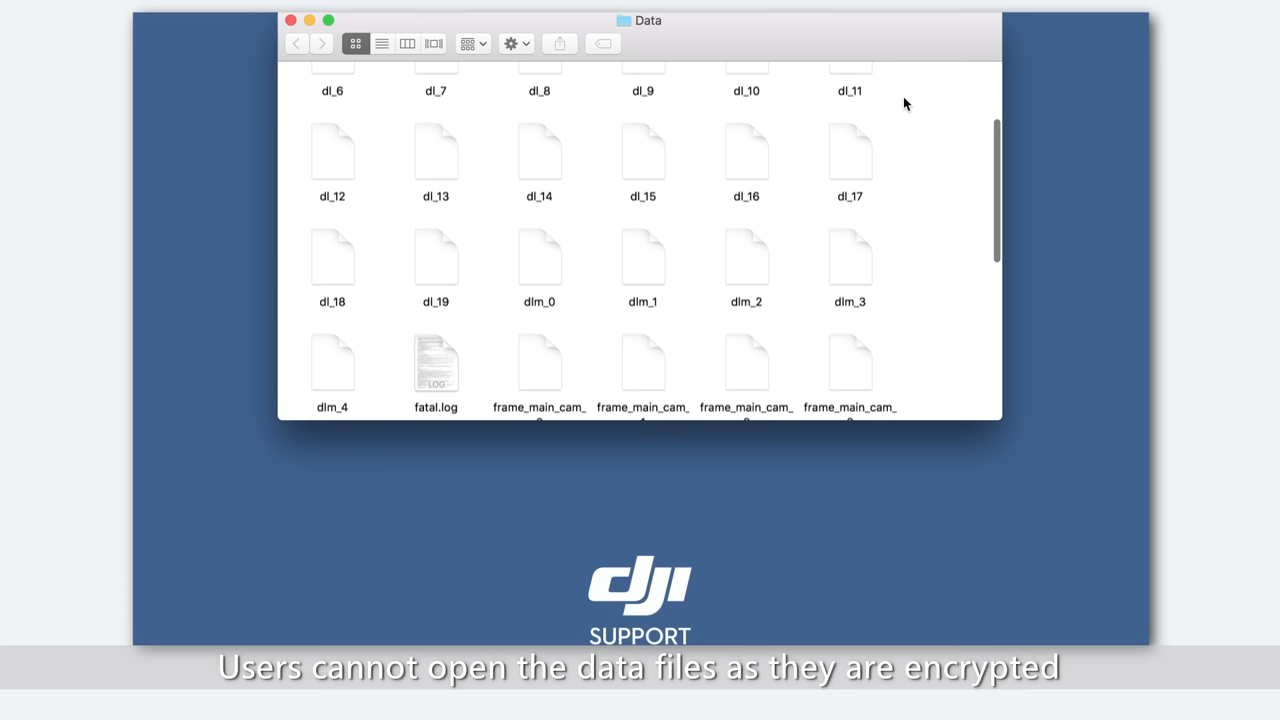 Data
dl_6 dl_7 dl_8 dl_9 dl_10 dl_11
dl_12 dl_13 dl_14 dl_15 dl_16 dl_17
dl_18 dl_19 dlm_0 dlm_1 dlm_2 dlm_3
LOG
dlm_4 fatal.log frame_main_cam_ frame_main_cam_ frame_main_cam_ frame_main_cam_
dji
SUPPORT
Users cannot open the data files as they are encrypted